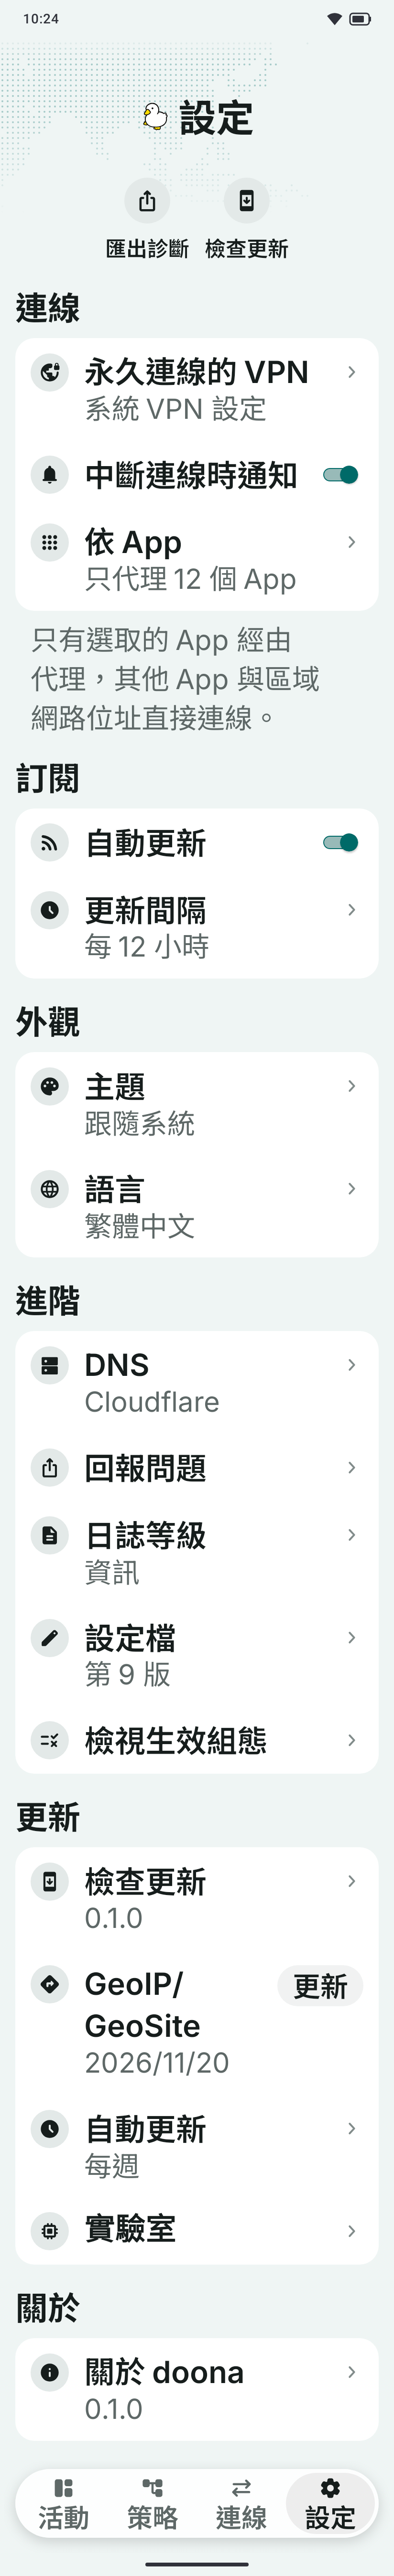 10:24
設定
匯出診斷 檢查更新
連線
永久連線的 VPN
系統 VPN 設定
中斷連線時通知
依 App
只代理 12 個 App
只有選取的 App 經由
代理，其他 App 與區域
網路位址直接連線。
訂閱
自動更新
更新間隔
每 12 小時
外觀
主題
跟隨系統
語言
繁體中文
進階
DNS
Cloudflare
回報問題
日誌等級
資訊
設定檔
第 9 版
檢視生效組態
更新
檢查更新
0.1.0
GeoIP/
GeoSite
更新
2026/11/20
自動更新
每週
實驗室
關於
關於 doona
0.1.0
活動 策略 連線 設定